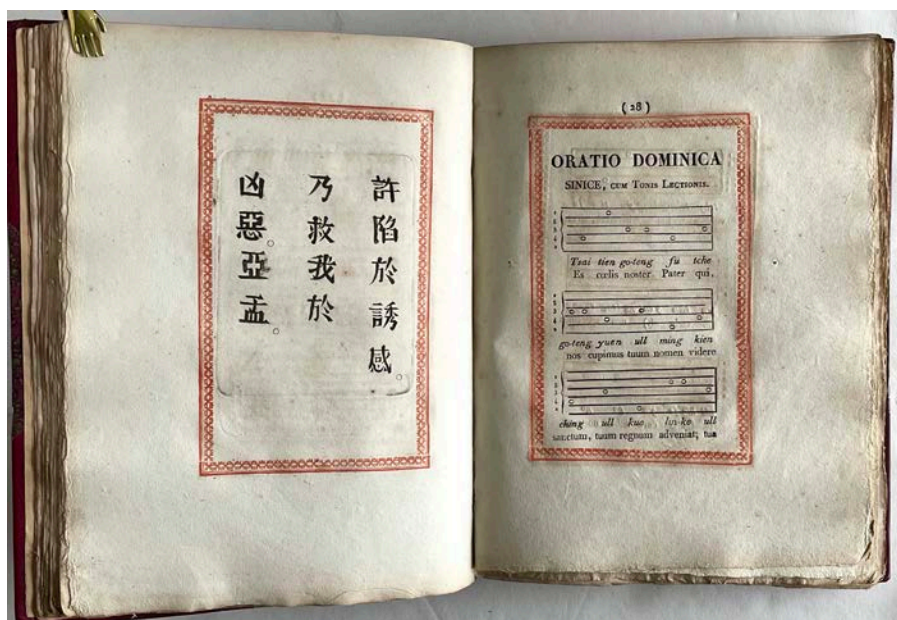 許陷於誘感。
乃救我於
凶惡。亞孟。
(28)
ORATIO DOMINICA
SINICE, CUM TONIS LECTIONIS.
Tsai tien go-teng fu tche
Es cœlis noster Pater qui,
go-teng yuen ull ming kien
nos cupimus tuum nomen videre
ching ull kuo ull
sanctum, tuum regnum adveniat; tua